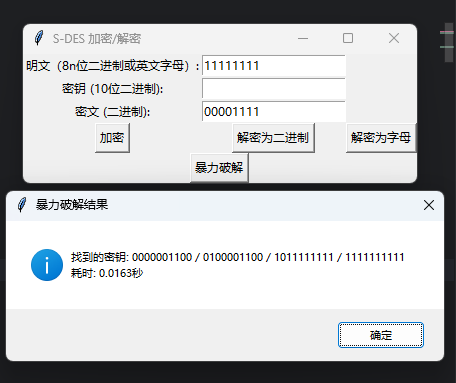 S-DES 加密/解密
明文（8n位二进制或英文字母）: 11111111
密钥 (10位二进制):
密文 (二进制): 00001111
加密 解密为二进制 解密为字母
暴力破解
暴力破解结果
找到的密钥: 0000001100 / 0100001100 / 1011111111 / 1111111111
耗时: 0.0163秒
确定